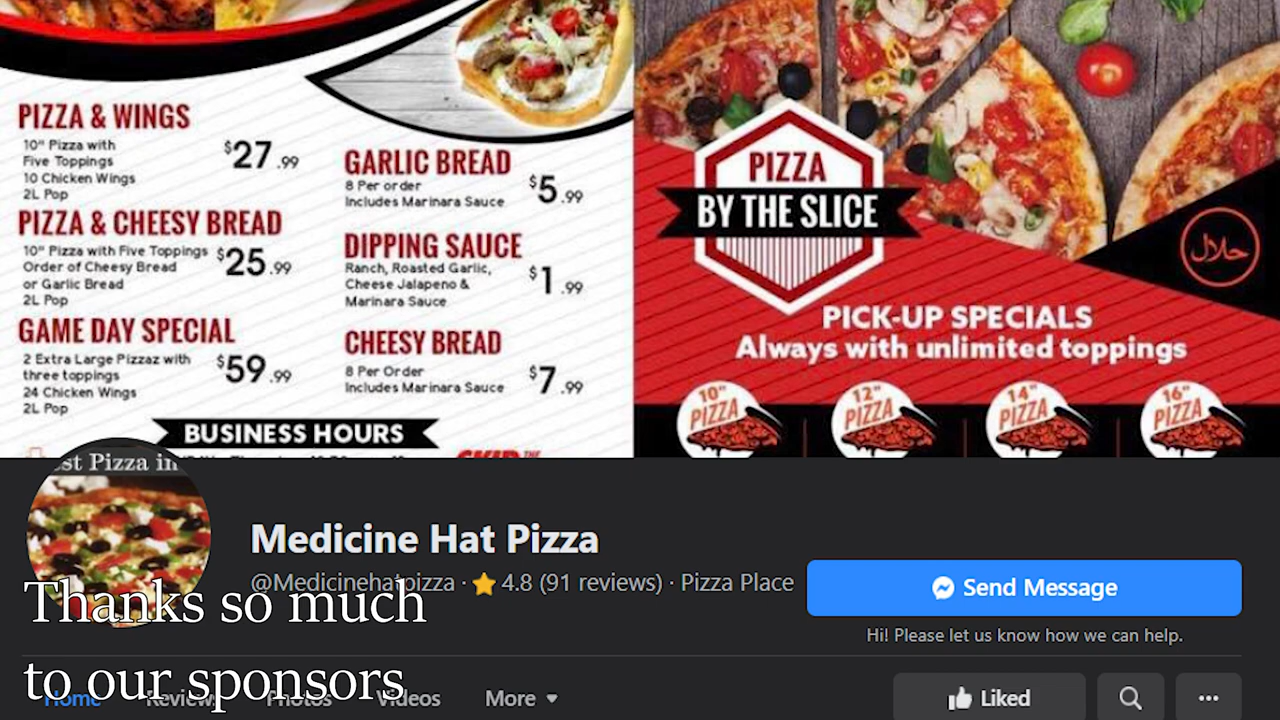 PIZZA & WINGS
10" Pizza with
Five Toppings
10 Chicken Wings
2L Pop
$27.99
PIZZA & CHEESY BREAD
10" Pizza with Five Toppings
Order of Cheesy Bread
or Garlic Bread
2L Pop
$25.99
GAME DAY SPECIAL
2 Extra Large Pizzaz with
three toppings
24 Chicken Wings
2L Pop
$59.99
GARLIC BREAD
8 Per order
Includes Marinara Sauce
$5.99
DIPPING SAUCE
Ranch, Roasted Garlic,
Cheese Jalapeno &
Marinara Sauce
$1.99
CHEESY BREAD
8 Per Order
Includes Marinara Sauce
$7.99
BUSINESS HOURS
PIZZA
BY THE SLICE
حلال
PICK-UP SPECIALS
Always with unlimited toppings
10"
PIZZA
12"
PIZZA
14"
PIZZA
16"
PIZZA
Pizza in
Medicine Hat Pizza
@Medicinehatpizza · 4.8 (91 reviews) · Pizza Place
Send Message
Hi! Please let us know how we can help.
Thanks so much
to our sponsors
Home
Reviews
Photos
Videos
More
Liked